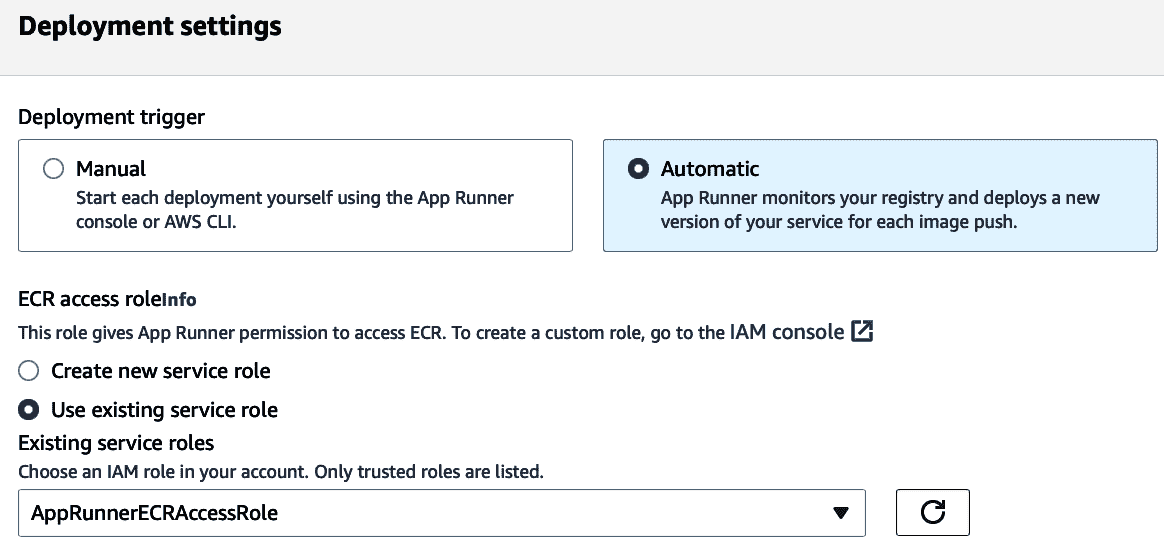 Deployment settings
Deployment trigger
Manual
Start each deployment yourself using the App Runner
console or AWS CLI.
Automatic
App Runner monitors your registry and deploys a new
version of your service for each image push.
ECR access roleInfo
This role gives App Runner permission to access ECR. To create a custom role, go to the IAM console
Create new service role
Use existing service role
Existing service roles
Choose an IAM role in your account. Only trusted roles are listed.
AppRunnerECRAccessRole